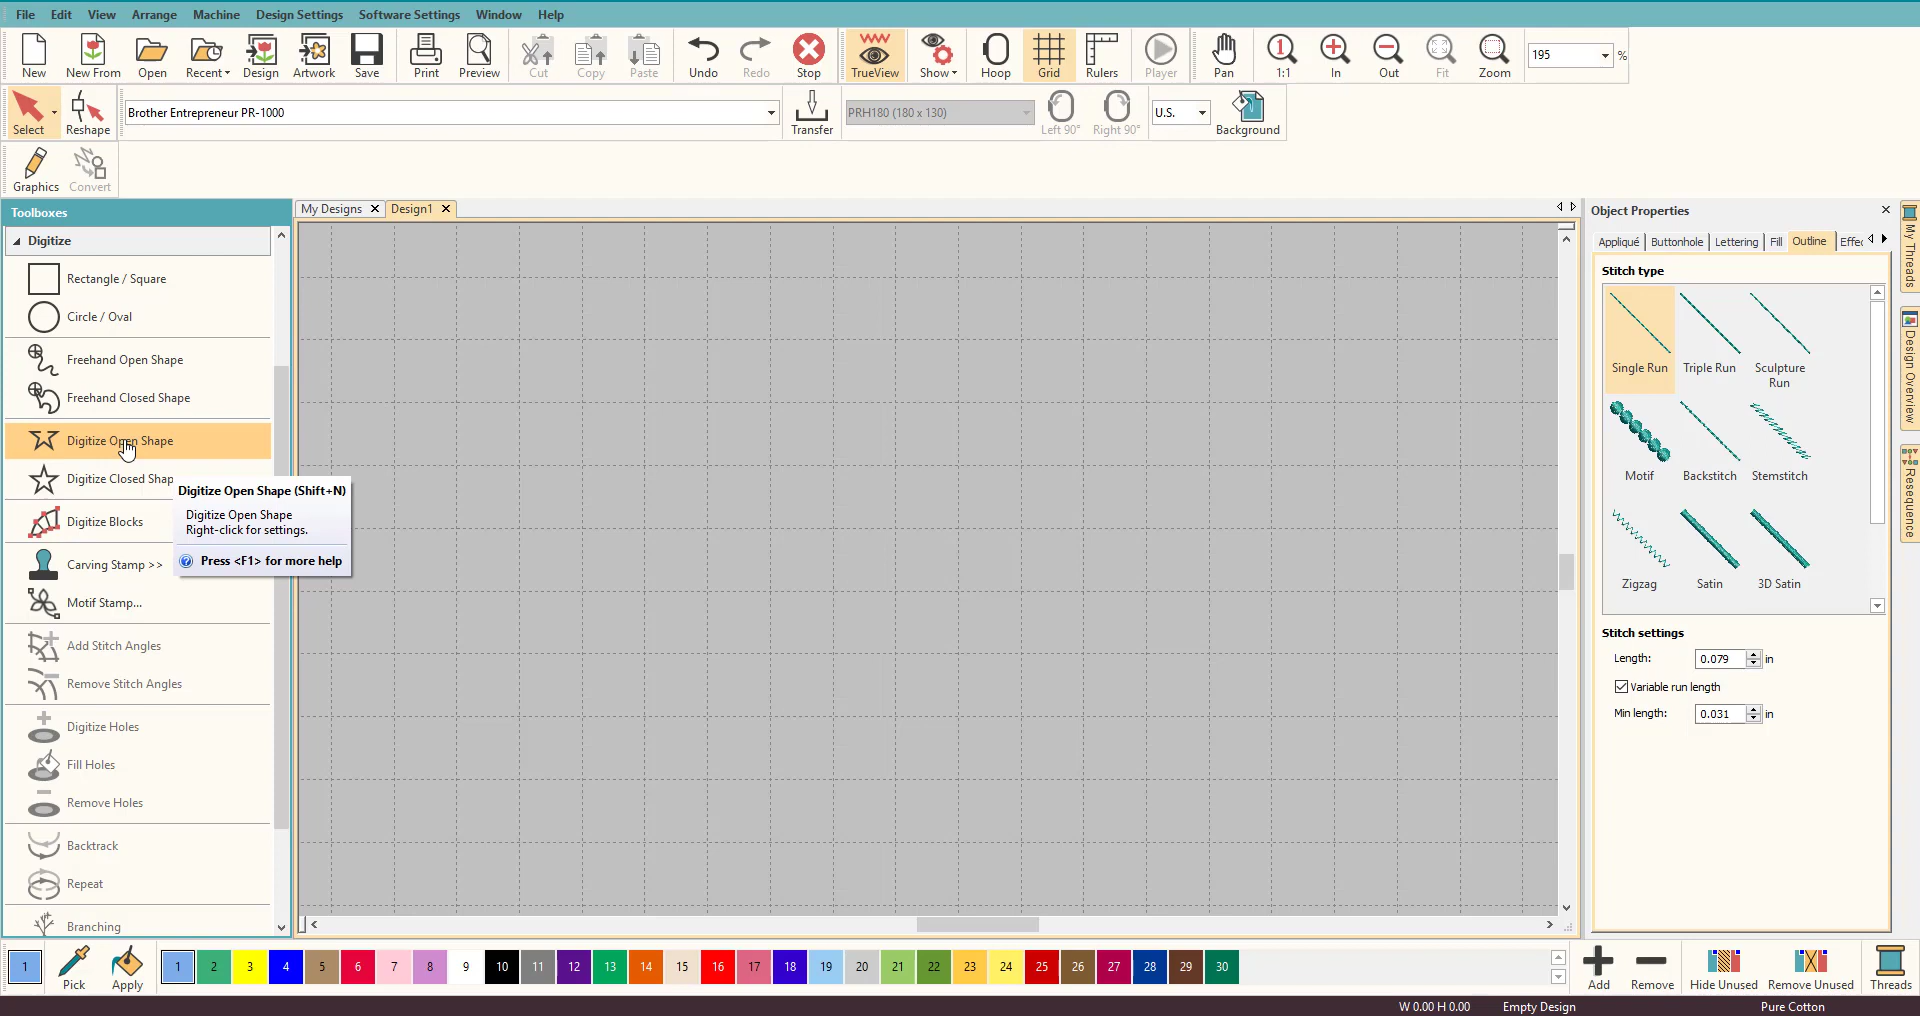 File Edit View Arrange Machine Design Settings Software Settings Window Help
New New From Open Recent Design Artwork Save Print Preview Cut Copy Paste Undo Redo Stop TrueView Show Hoop Grid Rulers Player Pan 1:1 In Out Fit Zoom 195 %
Select Reshape Brother Entrepreneur PR-1000 Transfer PRH180 (180 x 130) Left 90° Right 90° U.S. Background
Graphics Convert
Toolboxes My Designs Design1 Object Properties
Digitize
Rectangle / Square
Circle / Oval
Freehand Open Shape
Freehand Closed Shape
Digitize Open Shape
Digitize Closed Shap
Digitize Blocks
Carving Stamp >>
Motif Stamp...
Add Stitch Angles
Remove Stitch Angles
Digitize Holes
Fill Holes
Remove Holes
Backtrack
Repeat
Branching
Digitize Open Shape (Shift+N)
Digitize Open Shape
Right-click for settings.
Press <F1> for more help
Appliqué Buttonhole Lettering Fill Outline Effec
Stitch type
Single Run Triple Run Sculpture Run
Motif Backstitch Stemstitch
Zigzag Satin 3D Satin
Stitch settings
Length: 0.079 in
Variable run length
Min length: 0.031 in
My Threads
Design Overview
Resequence
1 Pick Apply 1 2 3 4 5 6 7 8 9 10 11 12 13 14 15 16 17 18 19 20 21 22 23 24 25 26 27 28 29 30 Add Remove Hide Unused Remove Unused Threads
W 0.00 H 0.00 Empty Design Pure Cotton